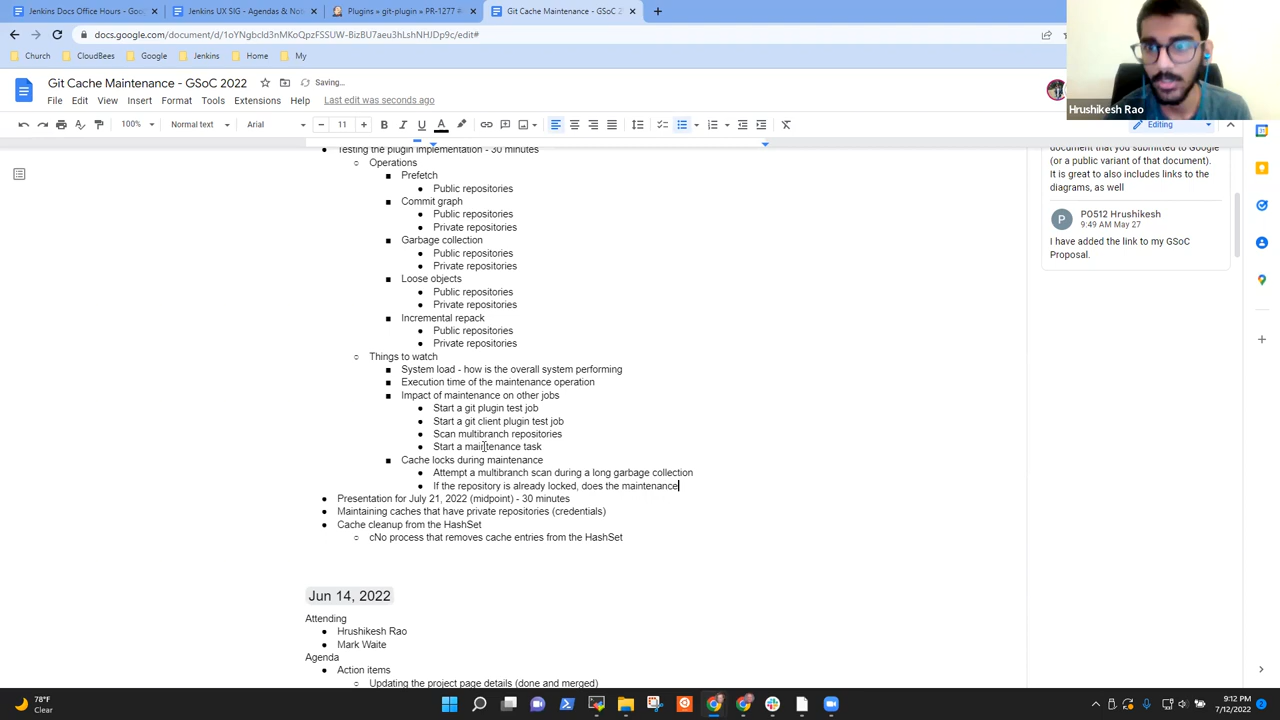 Jenkins Docs Office Hours - Goo
Jenkins UX SIG - Agendas & Note
Plugins » git-plugin » PR-1277 #
Git Cache Maintenance - GSoC 2
docs.google.com/document/d/1oYNgbcId3nMKoQpzFSSUW-BizBU7aeu3hLshNHJDp9c/edit#
Church
CloudBees
Google
Jenkins
Home
My
Git Cache Maintenance - GSoC 2022
Saving…
File Edit View Insert Format Tools Extensions Help Last edit was seconds ago
100% Normal text Arial 11 Editing
Hrushikesh Rao
Testing the plugin implementation - 30 minutes
Operations
Prefetch
Public repositories
Commit graph
Public repositories
Private repositories
Garbage collection
Public repositories
Private repositories
Loose objects
Public repositories
Private repositories
Incremental repack
Public repositories
Private repositories
Things to watch
System load - how is the overall system performing
Execution time of the maintenance operation
Impact of maintenance on other jobs
Start a git plugin test job
Start a git client plugin test job
Scan multibranch repositories
Start a maintenance task
Cache locks during maintenance
Attempt a multibranch scan during a long garbage collection
If the repository is already locked, does the maintenance
Presentation for July 21, 2022 (midpoint) - 30 minutes
Maintaining caches that have private repositories (credentials)
Cache cleanup from the HashSet
cNo process that removes cache entries from the HashSet
Jun 14, 2022
Attending
Hrushikesh Rao
Mark Waite
Agenda
Action items
Updating the project page details (done and merged)
document that you submitted to Google
(or a public variant of that document).
It is great to also includes links to the
diagrams, as well
P
PO512 Hrushikesh
9:49 AM May 27
I have added the link to my GSoC
Proposal.
78°F
Clear
9:12 PM
7/12/2022